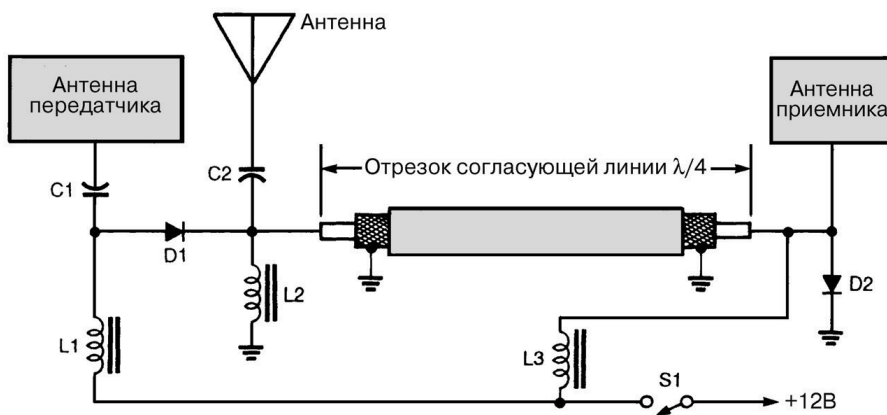 Антенна
Антенна
передатчика
Антенна
приемника
C2
Отрезок согласующей линии λ/4
C1
D1
D2
L2
L1
L3
S1
+12В